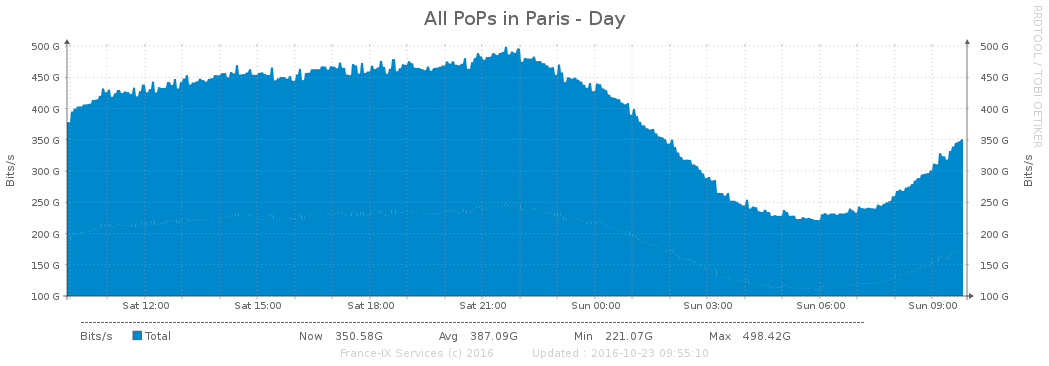 All PoPs in Paris - Day
RRDTOOL / TOBI OETIKER
Bits/s
500 G
450 G
400 G
350 G
300 G
250 G
200 G
150 G
100 G
500 G
450 G
400 G
350 G
300 G
250 G
200 G
150 G
100 G
Bits/s
Sat 12:00 Sat 15:00 Sat 18:00 Sat 21:00 Sun 00:00 Sun 03:00 Sun 06:00 Sun 09:00
Bits/s Total Now 350.58G Avg 387.09G Min 221.07G Max 498.42G
France-IX Services (c) 2016 Updated : 2016-10-23 09:55:10